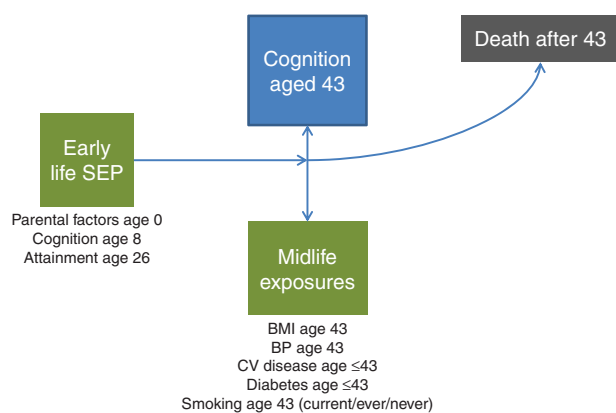 Death after 43
Cognition
aged 43
Early
life SEP
Parental factors age 0
Cognition age 8
Attainment age 26
Midlife
exposures
BMI age 43
BP age 43
CV disease age ≤43
Diabetes age ≤43
Smoking age 43 (current/ever/never)